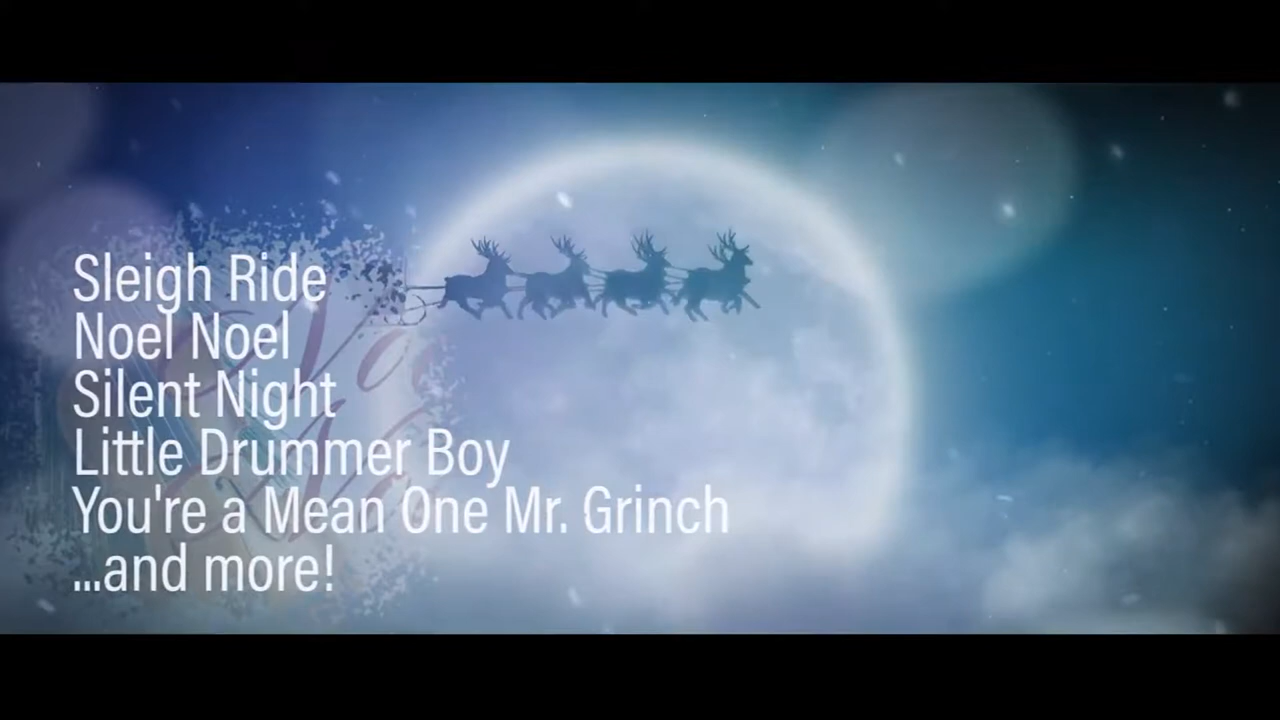 Sleigh Ride
Noel Noel
Silent Night
Little Drummer Boy
You're a Mean One Mr. Grinch
...and more!